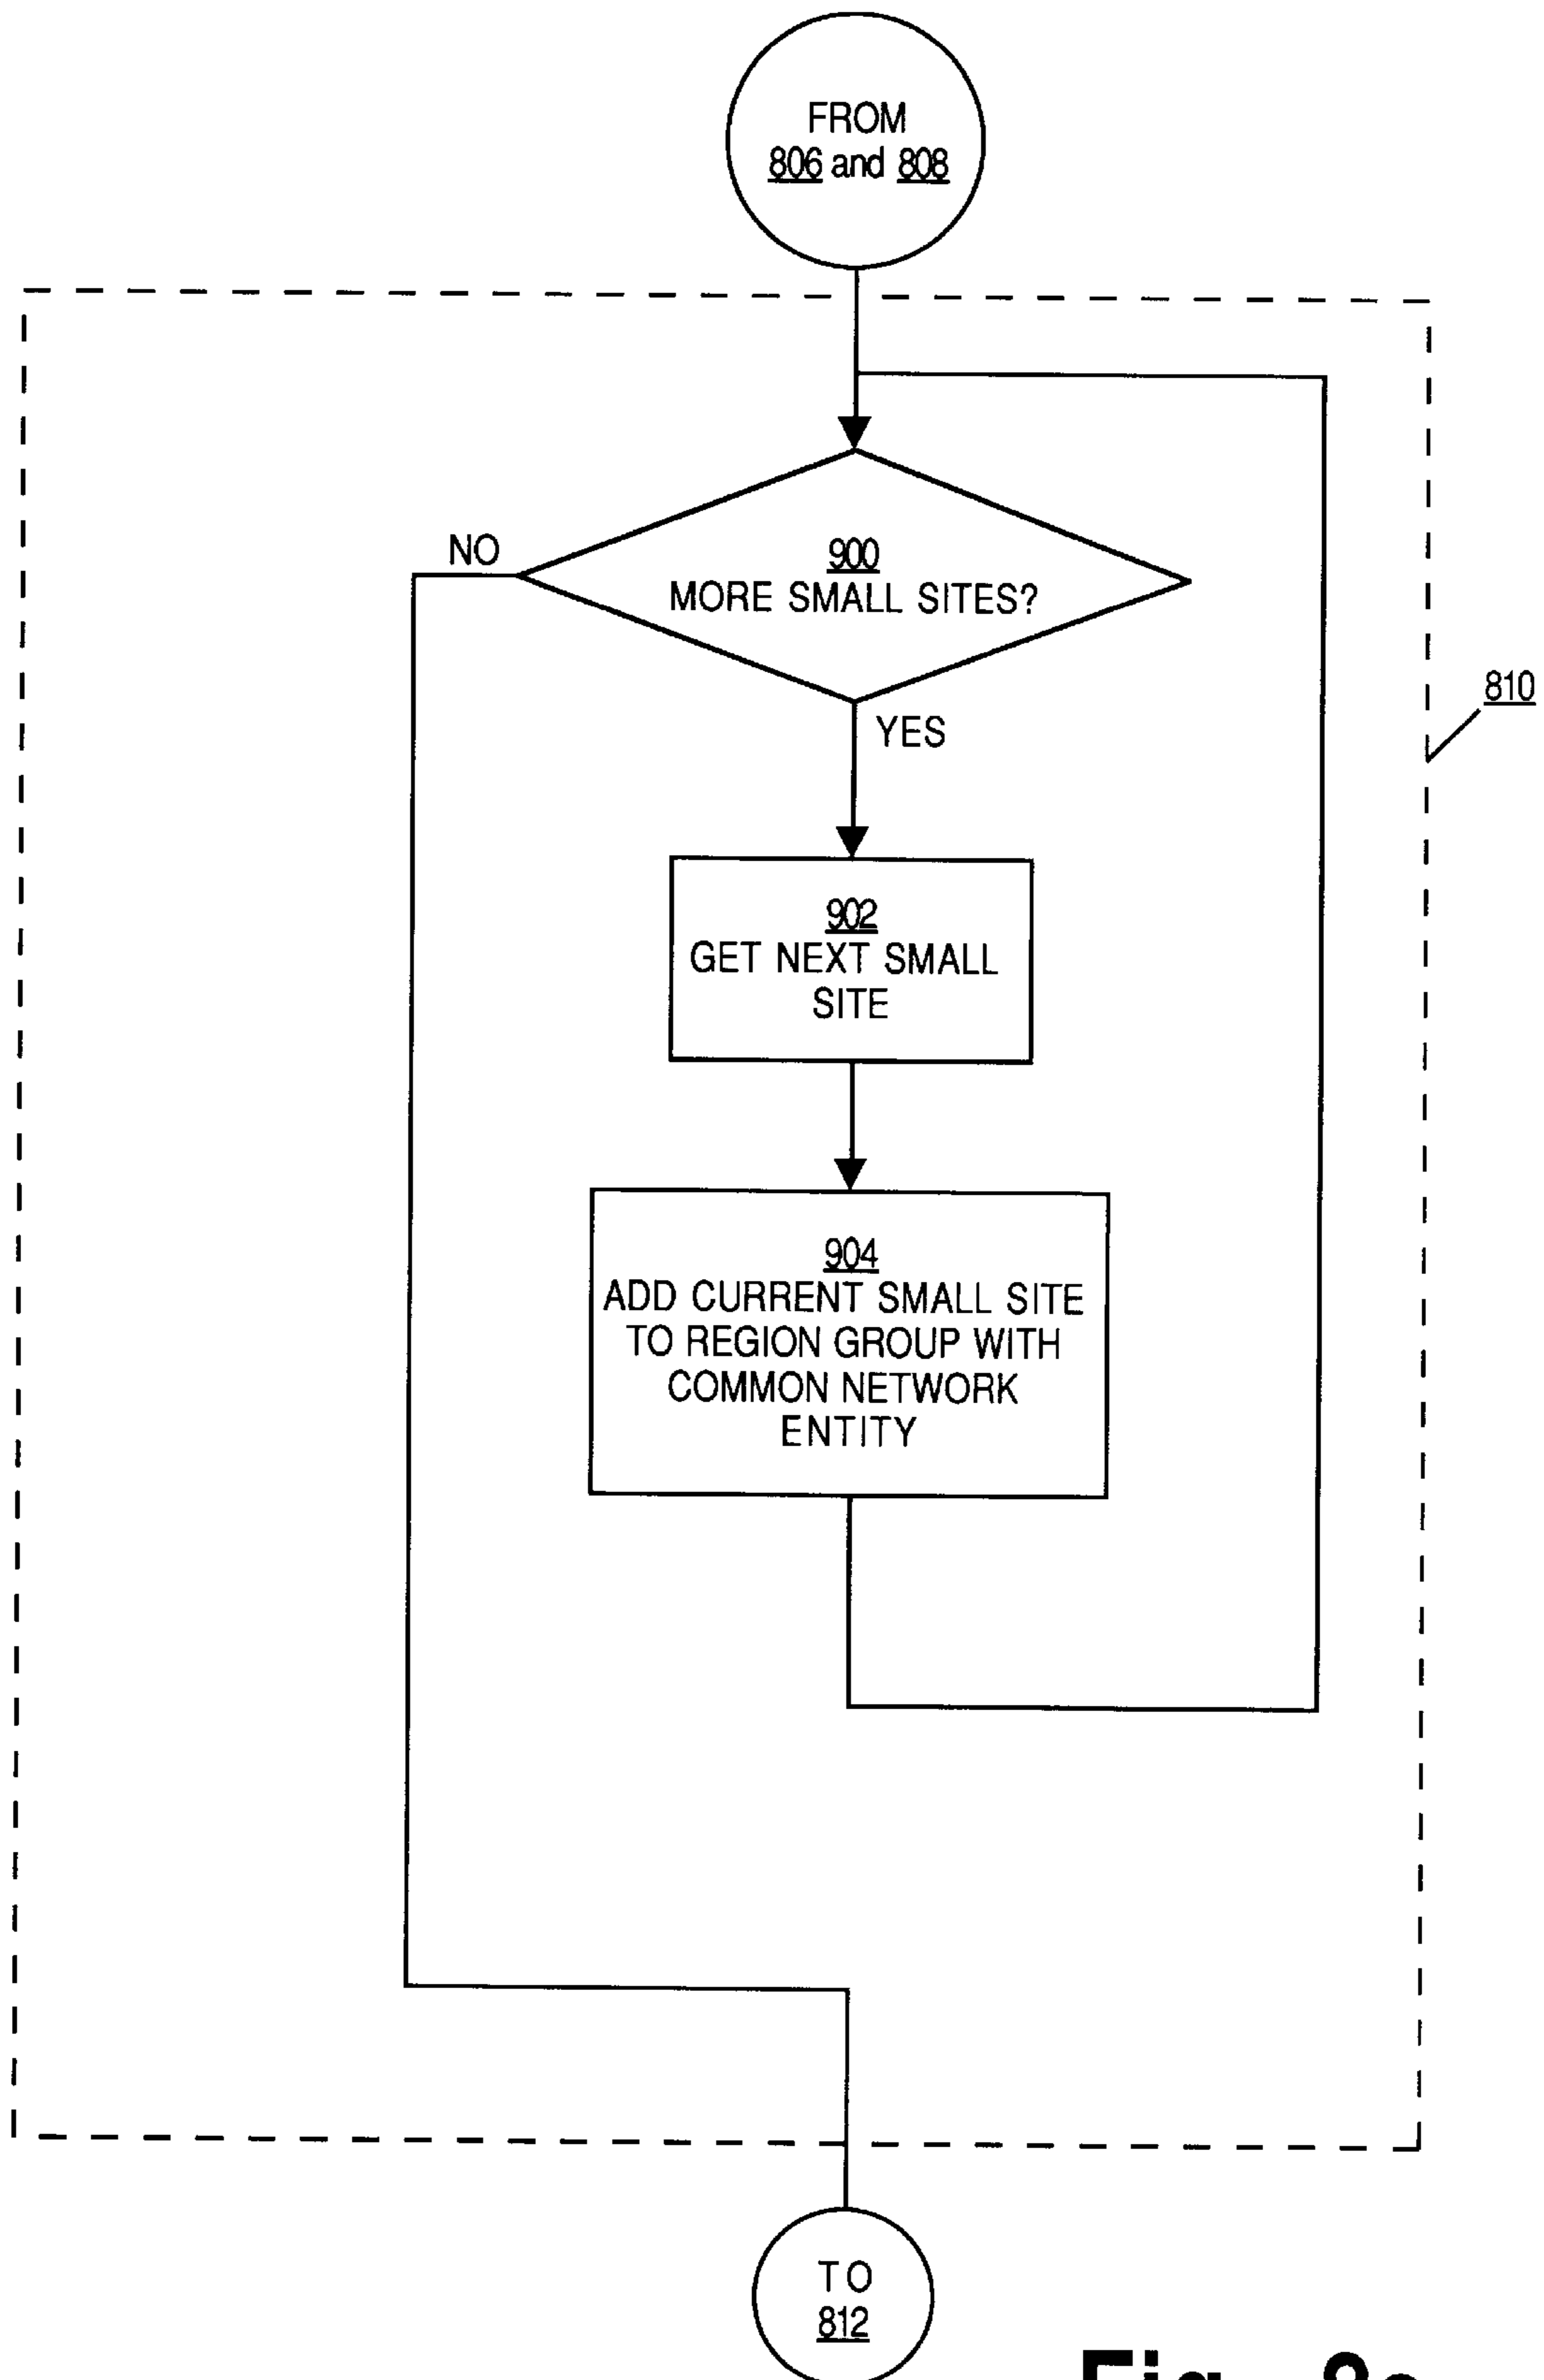 FROM
806 and 808
900
MORE SMALL SITES?
NO
YES
810
902
GET NEXT SMALL
SITE
904
ADD CURRENT SMALL SITE
TO REGION GROUP WITH
COMMON NETWORK
ENTITY
TO
812